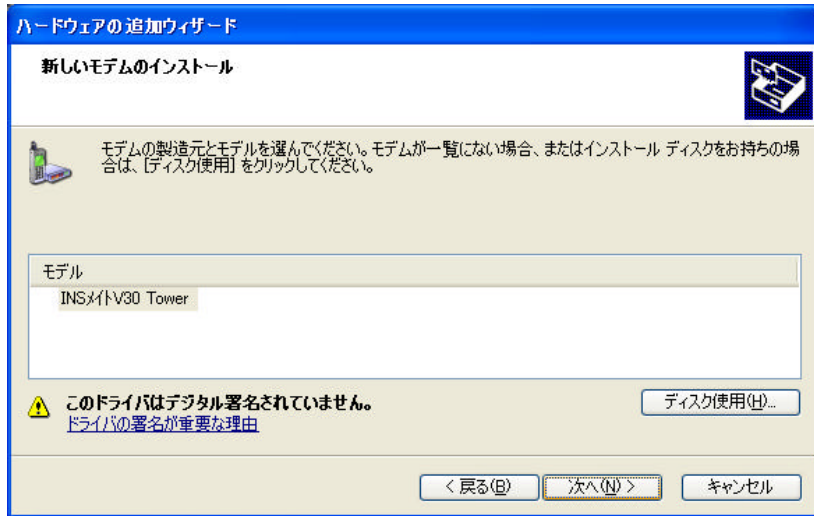 ハードウェアの追加ウィザード
新しいモデムのインストール
モデムの製造元とモデルを選んでください。モデムが一覧にない場合、またはインストール ディスクをお持ちの場
合は、[ディスク使用] をクリックしてください。
モデル
INSメイトV30 Tower
このドライバはデジタル署名されていません。
ディスク使用(H)...
ドライバの署名が重要な理由
< 戻る(B)
次へ(N) >
キャンセル